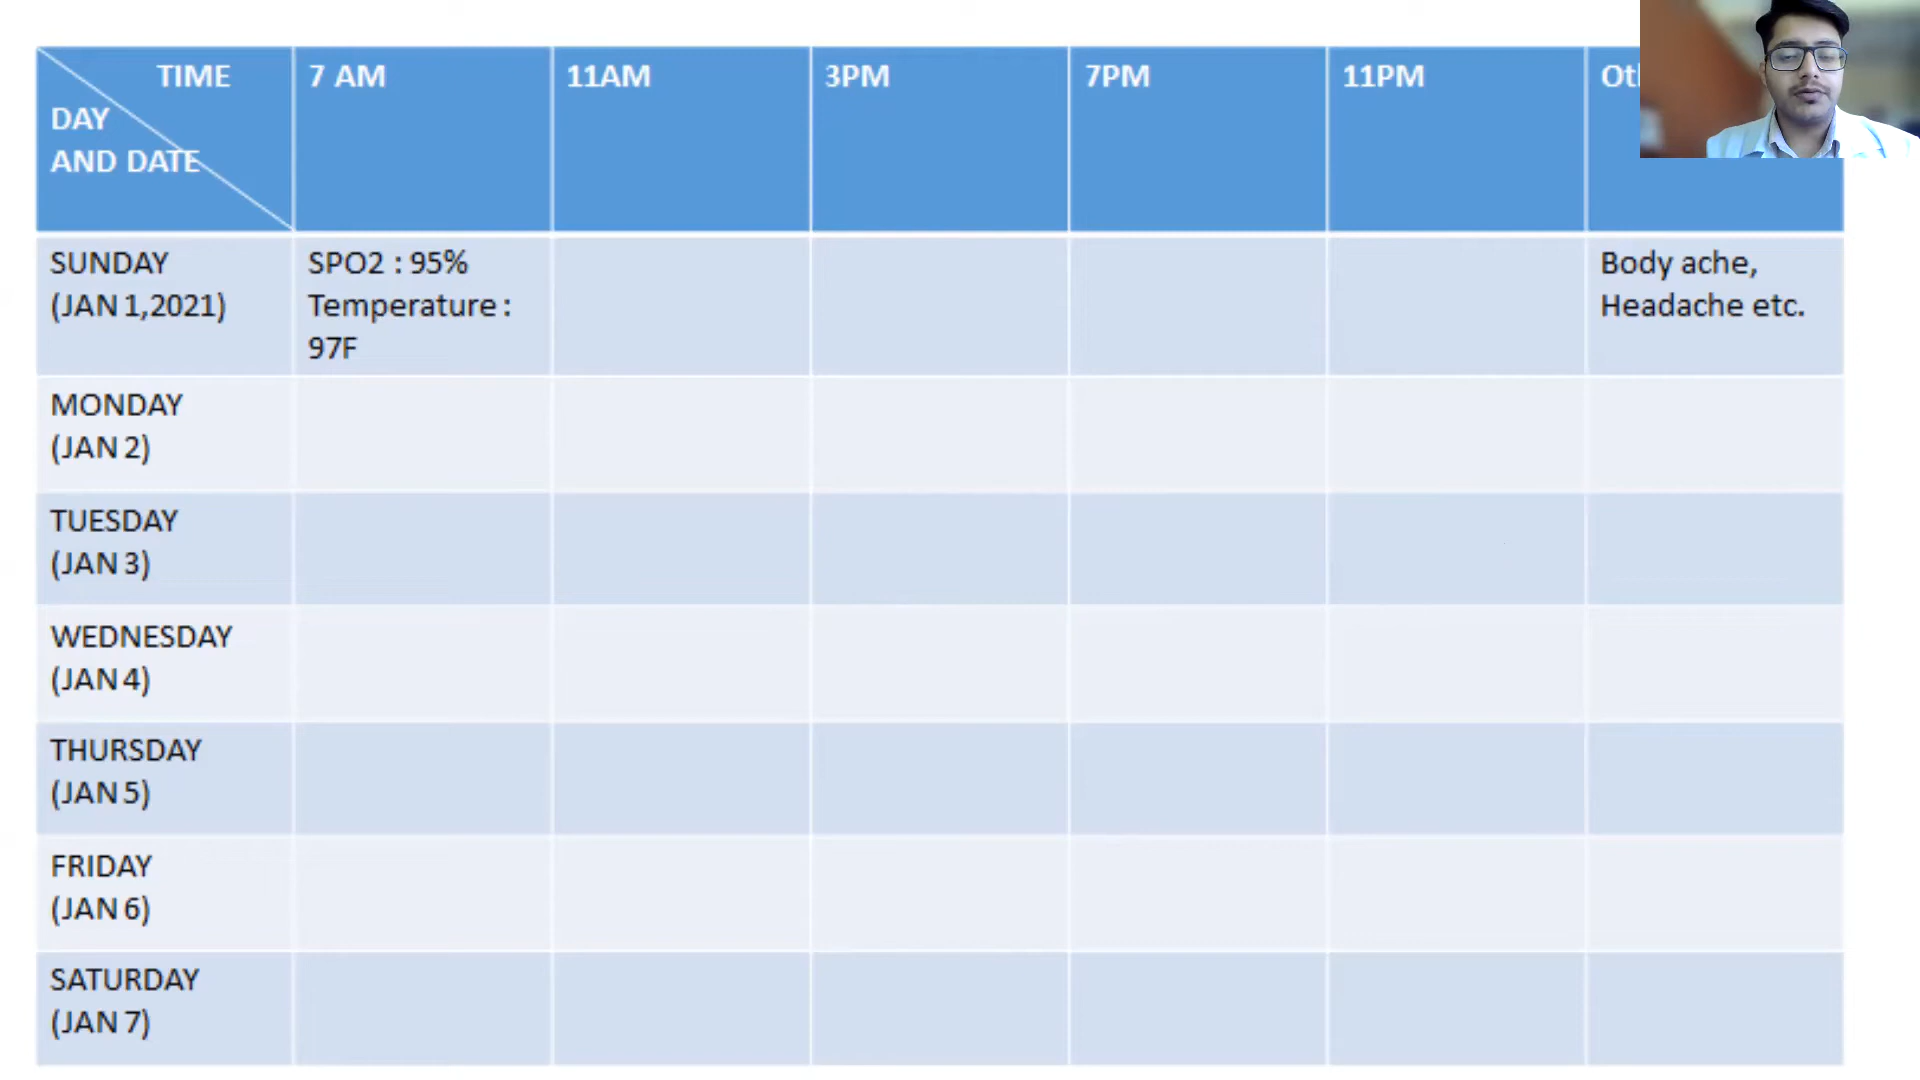 TIME
DAY
AND DATE
7 AM
11AM
3PM
7PM
11PM
SUNDAY
(JAN 1,2021)
SPO2 : 95%
Temperature :
97F
Body ache,
Headache etc.
MONDAY
(JAN 2)
TUESDAY
(JAN 3)
WEDNESDAY
(JAN 4)
THURSDAY
(JAN 5)
FRIDAY
(JAN 6)
SATURDAY
(JAN 7)